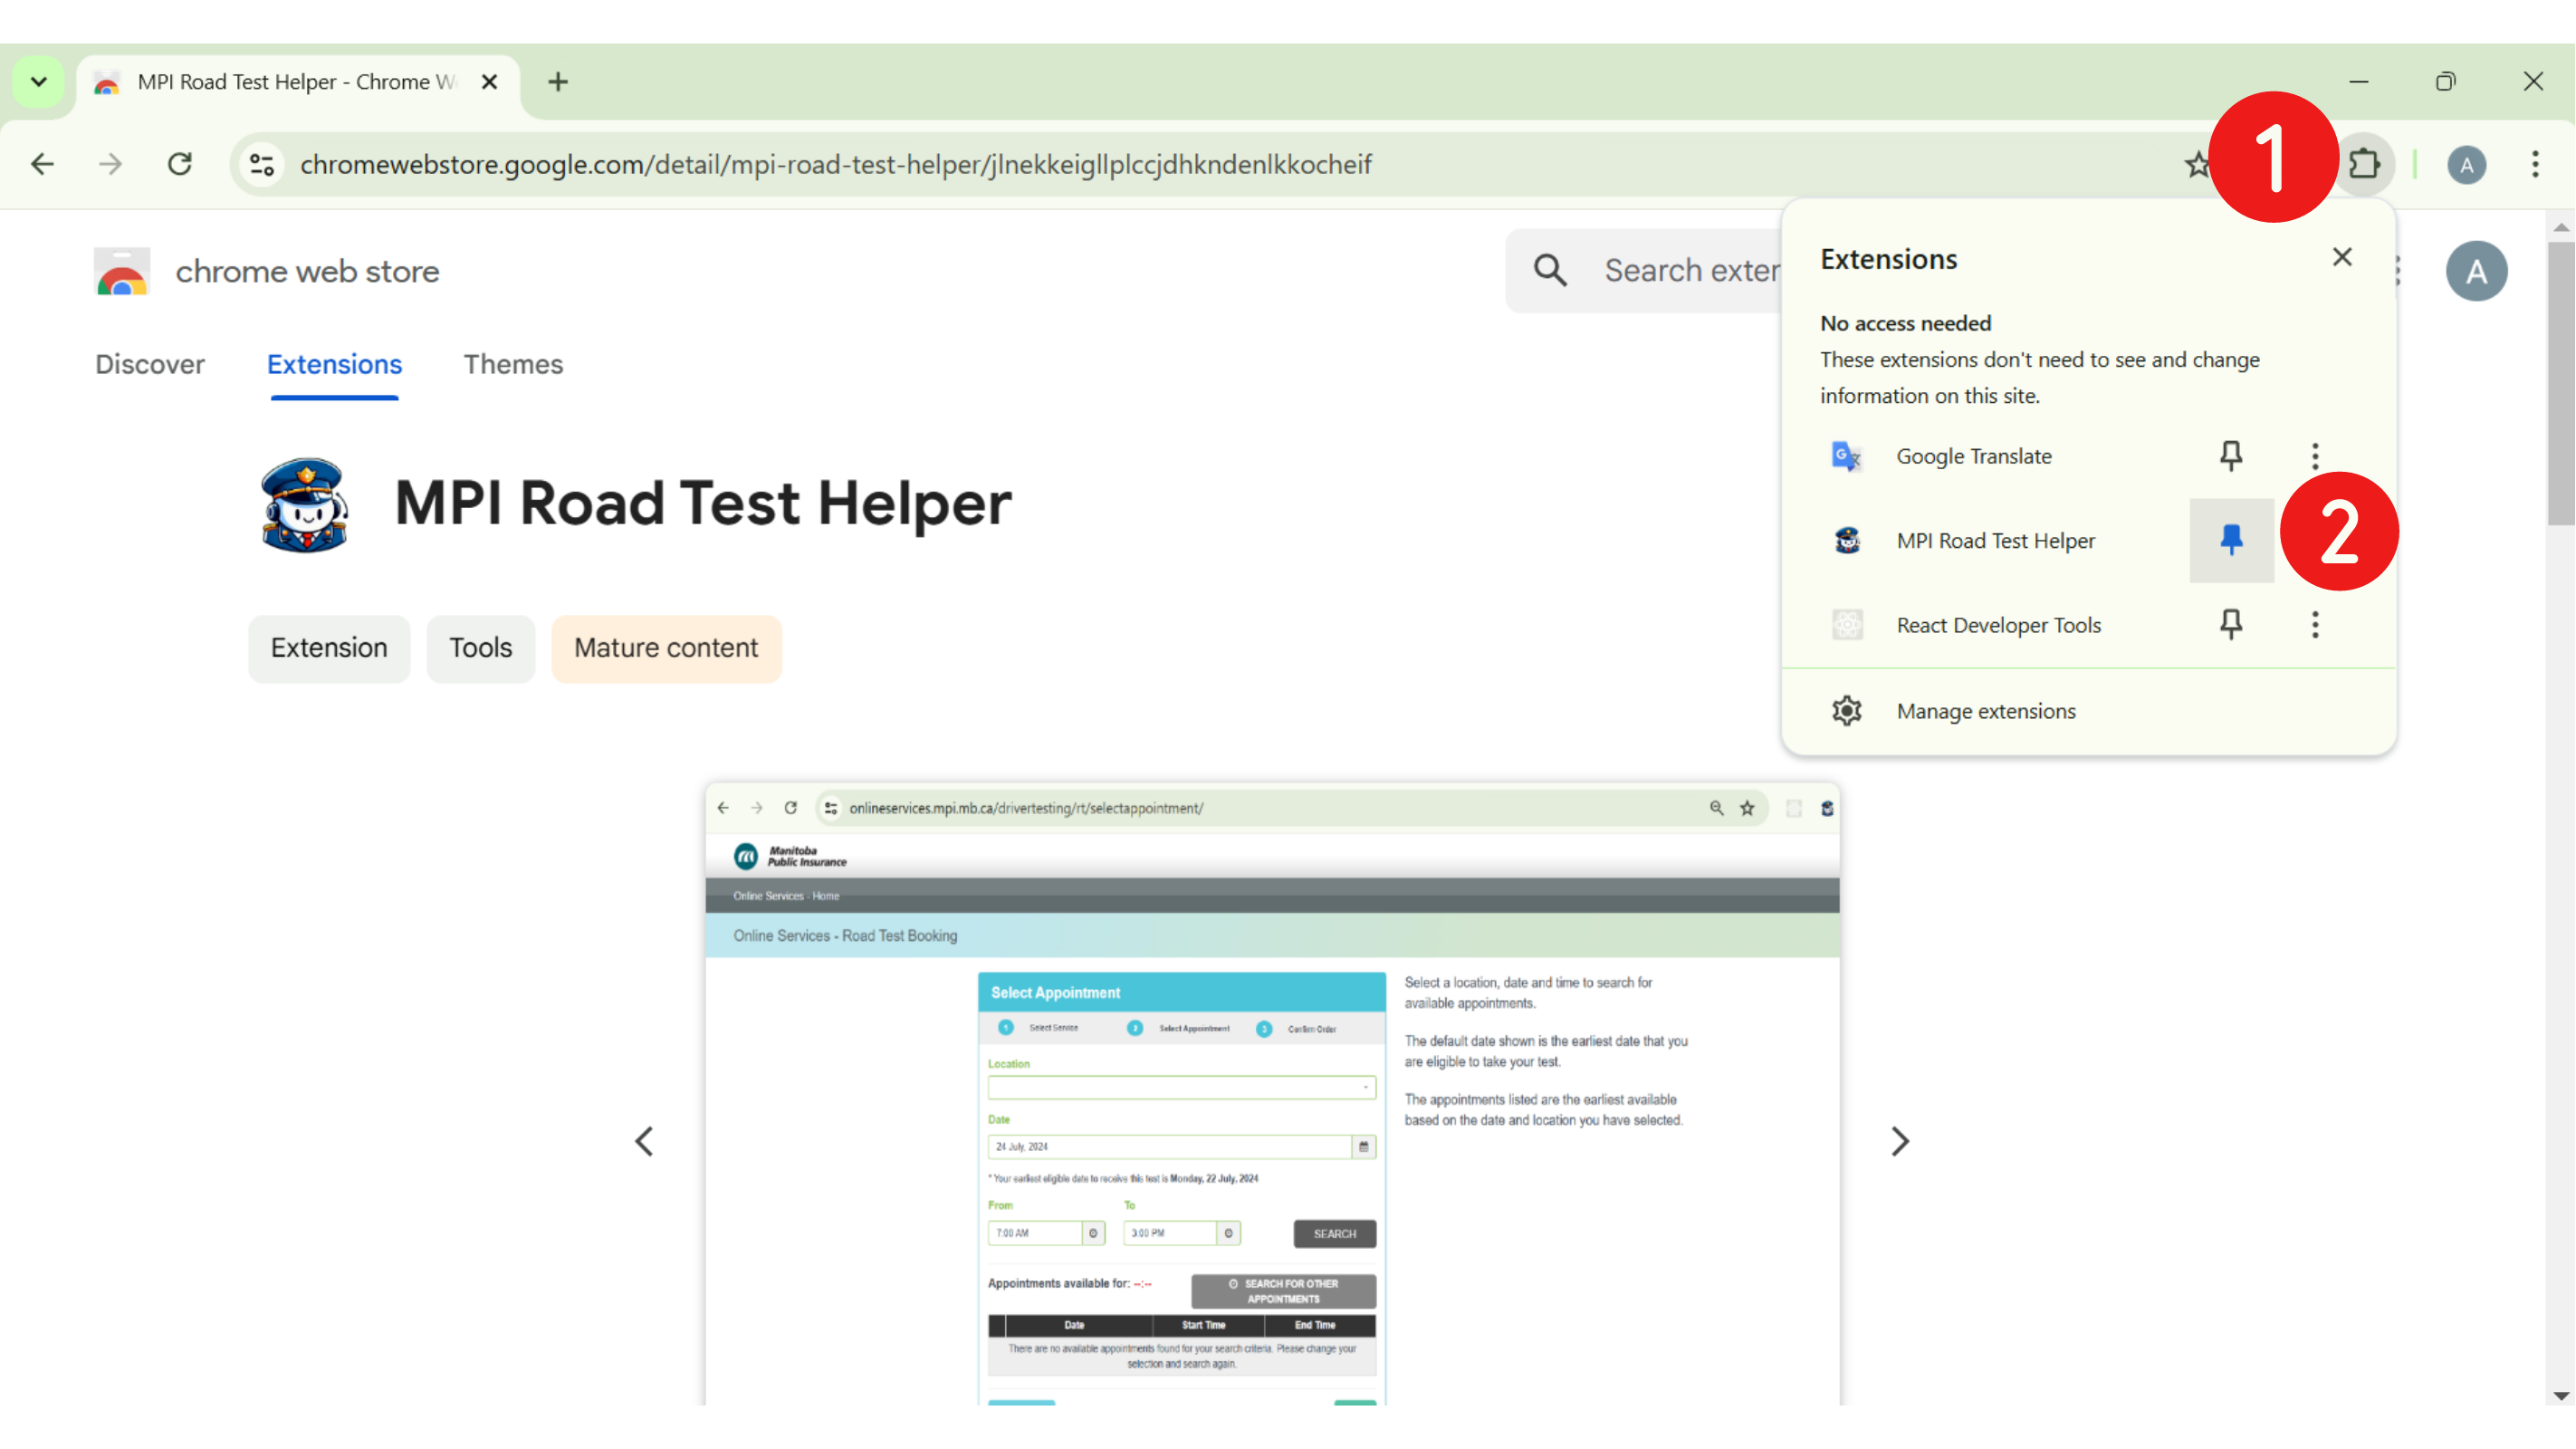 MPI Road Test Helper - Chrome W
1
chromewebstore.google.com/detail/mpi-road-test-helper/jlnekkeigllplccjdhkndenlkkocheif
A
chrome web store
Search exter
A
Discover Extensions Themes
MPI Road Test Helper
Extension Tools Mature content
Extensions
No access needed
These extensions don't need to see and change
information on this site.
Google Translate
MPI Road Test Helper
2
React Developer Tools
Manage extensions
onlineservices.mpi.mb.ca/drivertesting/rt/selectappointment/
Manitoba
Public Insurance
Online Services - Home
Online Services - Road Test Booking
Select Appointment
1 Select Service 2 Select Appointment 3 Confirm Order
Location
Date
24 July, 2024
* Your earliest eligible date to receive this test is Monday, 22 July, 2024
From To
7:00 AM 3:00 PM SEARCH
Appointments available for: --:--
SEARCH FOR OTHER
APPOINTMENTS
Date Start Time End Time
There are no available appointments found for your search criteria. Please change your
selection and search again.
Select a location, date and time to search for
available appointments.
The default date shown is the earliest date that you
are eligible to take your test.
The appointments listed are the earliest available
based on the date and location you have selected.